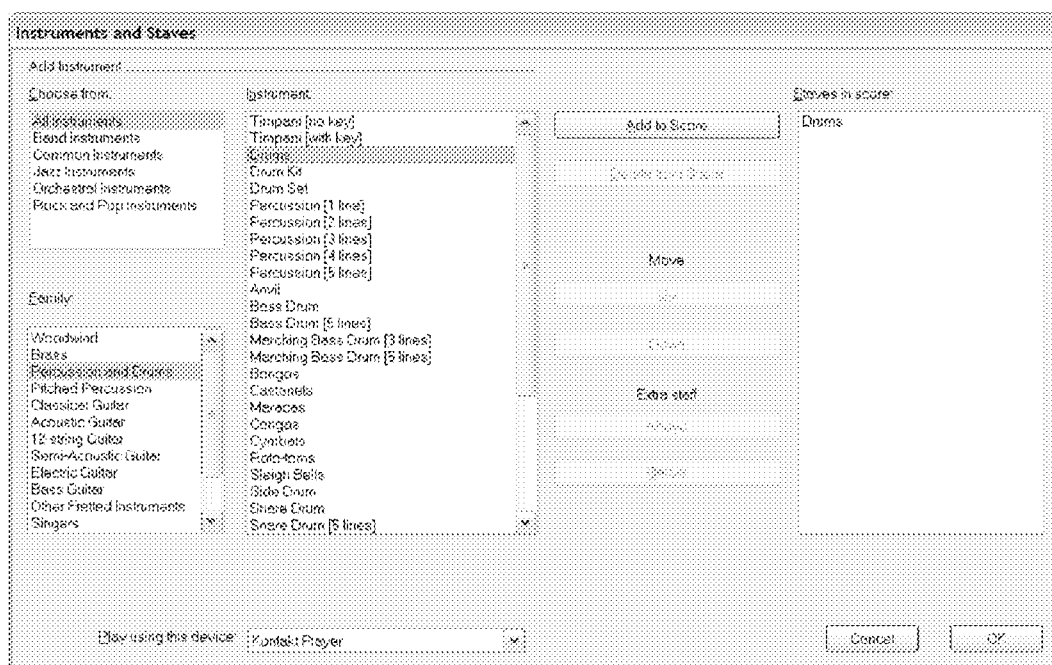 Instruments and Staves
Add Instrument
Choose from:
All Instruments
Band Instruments
Common Instruments
Jazz Instruments
Orchestral Instruments
Rock and Pop Instruments
Family:
Woodwind
Brass
Percussion and Drums
Pitched Percussion
Classical Guitar
Acoustic Guitar
12-string Guitar
Semi-Acoustic Guitar
Electric Guitar
Bass Guitar
Other Fretted Instruments
Singers
Instrument:
Timpani [no key]
Timpani [with key]
Drums
Drum Kit
Drum Set
Percussion [1 line]
Percussion [2 lines]
Percussion [3 lines]
Percussion [4 lines]
Percussion [5 lines]
Anvil
Bass Drum
Bass Drum [5 lines]
Marching Bass Drum [3 lines]
Marching Bass Drum [5 lines]
Bongos
Castanets
Maracas
Congas
Cymbals
Roto-toms
Sleigh Bells
Side Drum
Snare Drum
Snare Drum [5 lines]
Add to Score
Delete from Score
Move
Up
Down
Extra staff
Above
Below
Staves in score:
Drums
Play using this device:
Kontakt Player
Cancel
OK